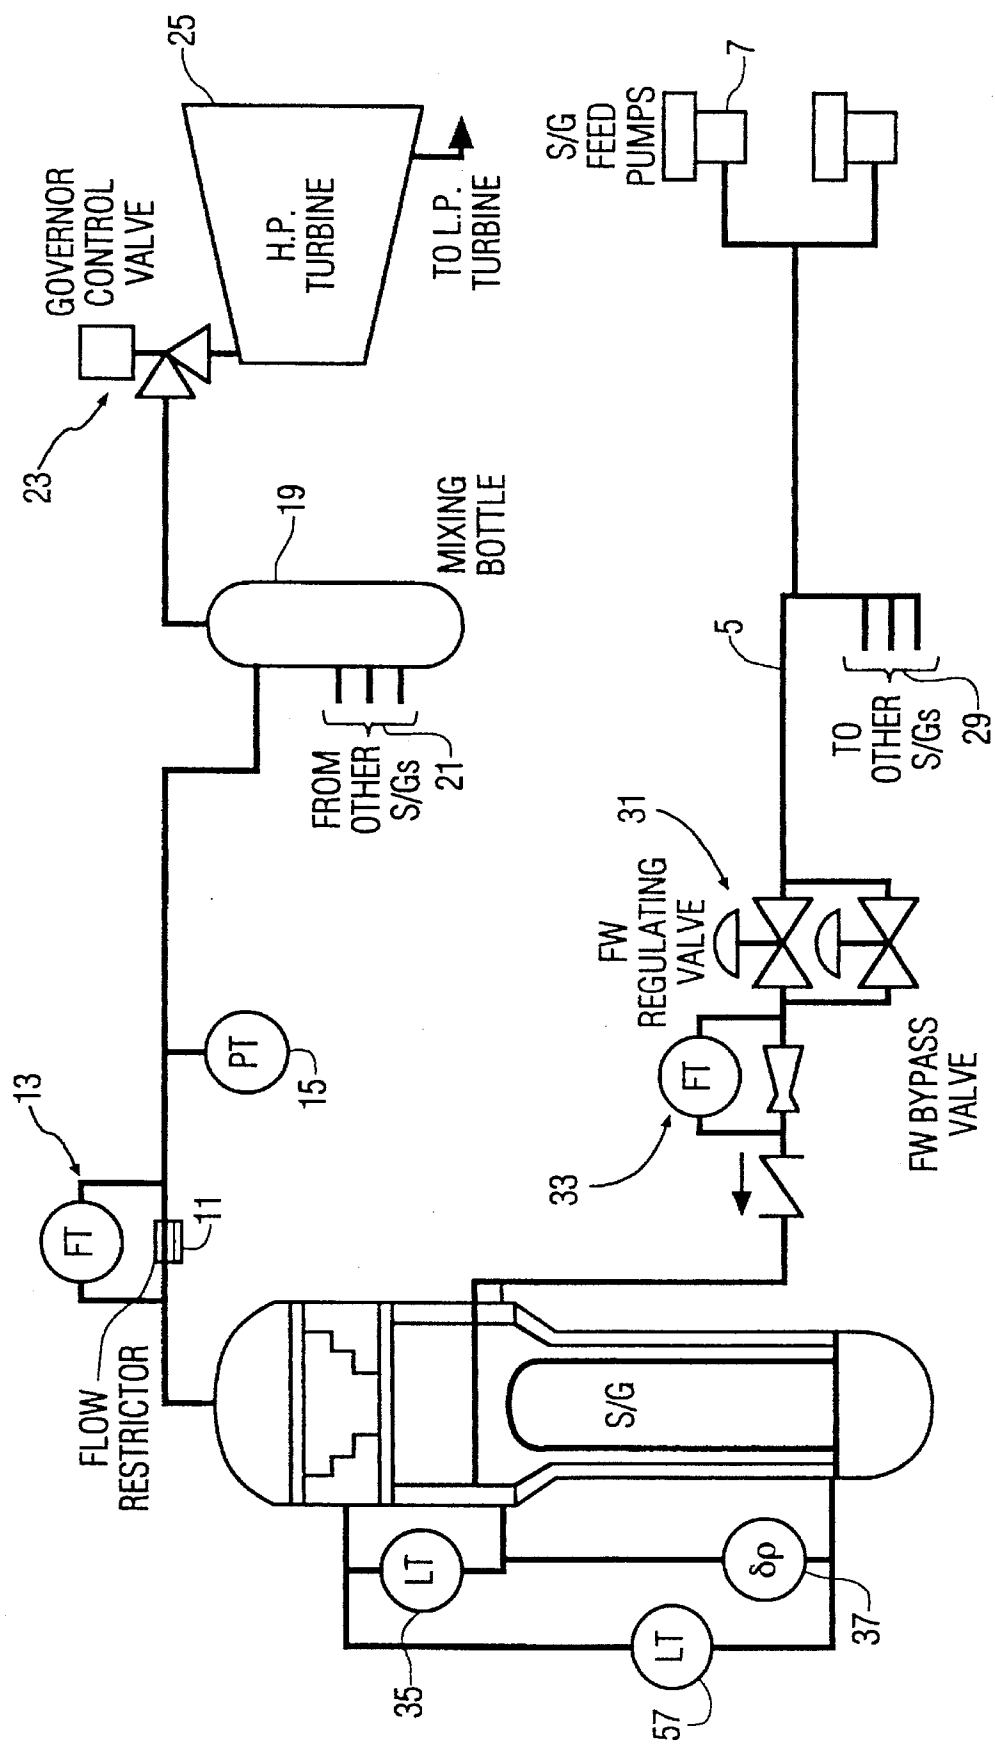 13
FT
FLOW
RESTRICTOR
11
PT
15
FROM
OTHER
S/Gs
21
19
MIXING
BOTTLE
23
GOVERNOR
CONTROL
VALVE
25
H.P.
TURBINE
TO L.P.
TURBINE
35
LT
57
LT
δρ
37
S/G
33
FT
FW
REGULATING
VALVE
31
FW BYPASS
VALVE
5
TO
OTHER
S/Gs
29
S/G
FEED
PUMPS
7